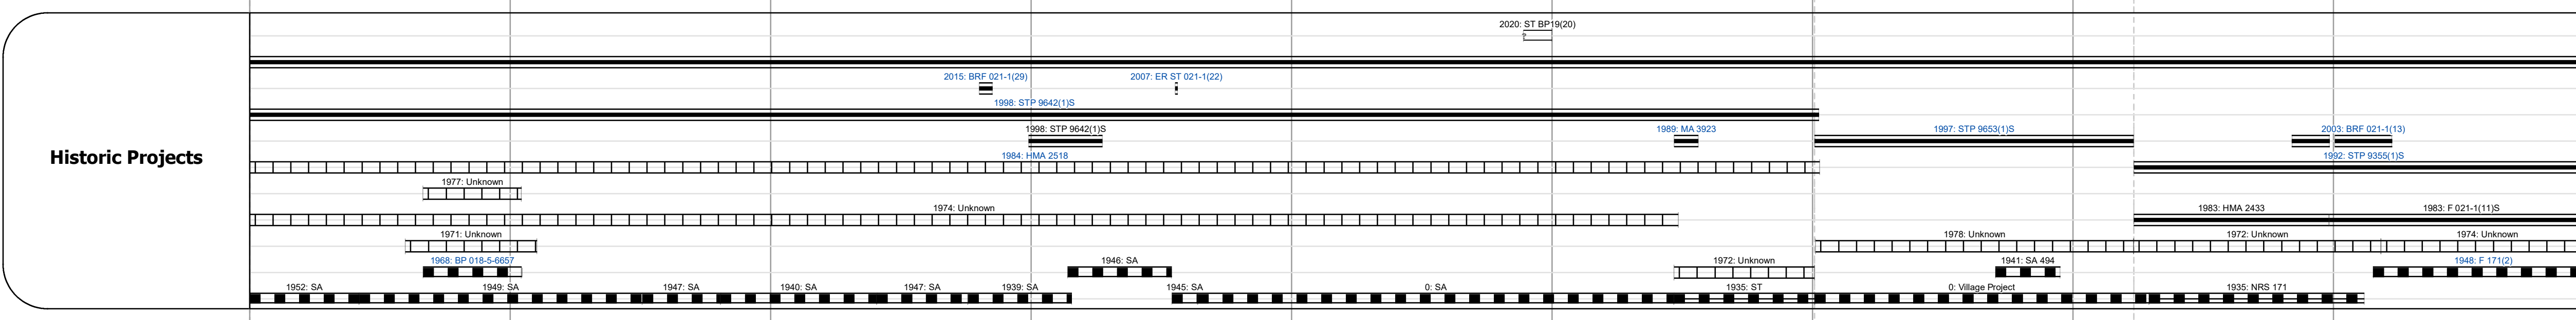 2020: ST BP19(20)
2015: BRF 021-1(29) 2007: ER ST 021-1(22)
1998: STP 9642(1)S
1998: STP 9642(1)S 1989: MA 3923 1997: STP 9653(1)S 2003: BRF 021-1(13)
Historic Projects
1984: HMA 2518 1992: STP 9355(1)S
1977: Unknown
1974: Unknown 1983: HMA 2433 1983: F 021-1(11)S
1971: Unknown 1978: Unknown 1972: Unknown 1974: Unknown
1968: BP 018-5-6657 1946: SA 1972: Unknown 1941: SA 494 1948: F 171(2)
1952: SA 1949: SA 1947: SA 1940: SA 1947: SA 1939: SA 1945: SA 0: SA 1935: ST 0: Village Project 1935: NRS 171